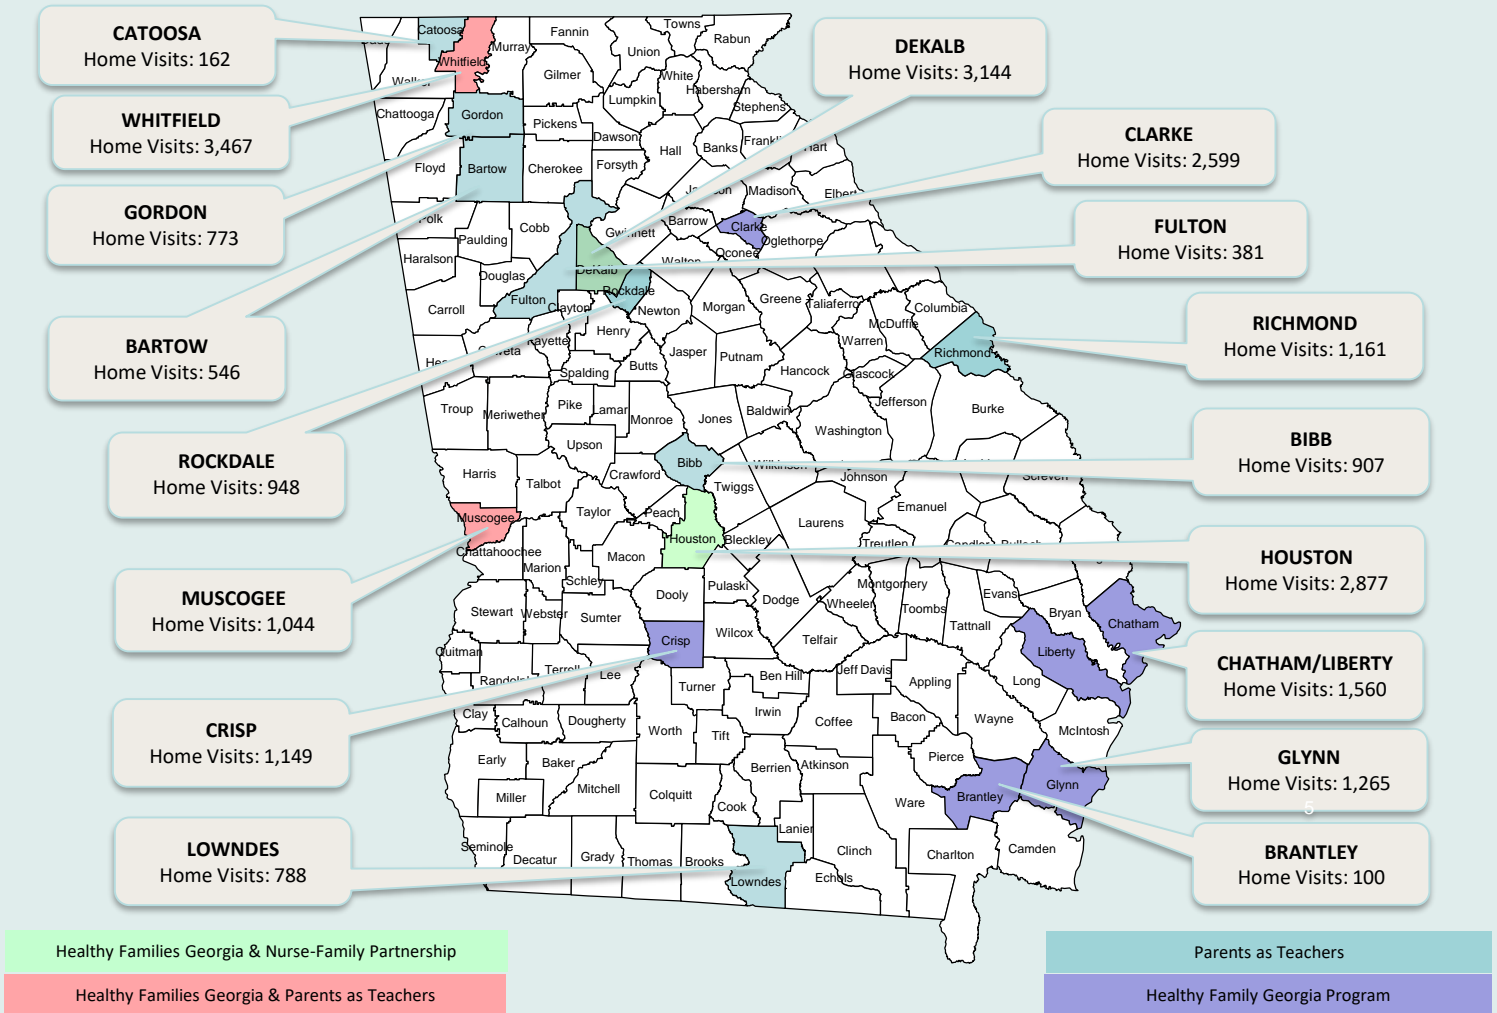 CATOOSA
Home Visits: 162
WHITFIELD
Home Visits: 3,467
GORDON
Home Visits: 773
BARTOW
Home Visits: 546
ROCKDALE
Home Visits: 948
MUSCOGEE
Home Visits: 1,044
CRISP
Home Visits: 1,149
LOWNDES
Home Visits: 788
DEKALB
Home Visits: 3,144
CLARKE
Home Visits: 2,599
FULTON
Home Visits: 381
RICHMOND
Home Visits: 1,161
BIBB
Home Visits: 907
HOUSTON
Home Visits: 2,877
CHATHAM/LIBERTY
Home Visits: 1,560
GLYNN
Home Visits: 1,265
5
BRANTLEY
Home Visits: 100
Catoosa
Whitfield
Murray
Fannin
Union
Towns
Rabun
Gilmer
White
Habersham
Lumpkin
Stephens
Chattooga
Gordon
Pickens
Dawson
Hall
Banks
Floyd
Bartow
Cherokee
Forsyth
Madison
Polk
Cobb
Paulding
Gwinnett
Barrow
Clarke
Oglethorpe
Oconee
Haralson
Douglas
DeKalb
Rockdale
Carroll
Fulton
Clayton
Newton
Morgan
Greene
Taliaferro
Columbia
McDuffie
Warren
Richmond
Henry
Spalding
Butts
Jasper
Putnam
Hancock
Glascock
Jefferson
Burke
Troup
Meriwether
Pike
Lamar
Monroe
Jones
Baldwin
Washington
Upson
Bibb
Wilkinson
Johnson
Screven
Harris
Talbot
Crawford
Twiggs
Emanuel
Muscogee
Taylor
Peach
Houston
Bleckley
Laurens
Treutlen
Chattahoochee
Marion
Macon
Schley
Dooly
Pulaski
Dodge
Wheeler
Montgomery
Toombs
Evans
Tattnall
Bryan
Chatham
Stewart
Webster
Sumter
Crisp
Wilcox
Telfair
Liberty
Quitman
Terrell
Lee
Turner
Ben Hill
Jeff Davis
Appling
Long
Clay
Calhoun
Dougherty
Worth
Tift
Irwin
Coffee
Bacon
Wayne
McIntosh
Early
Baker
Miller
Mitchell
Colquitt
Cook
Berrien
Atkinson
Pierce
Ware
Brantley
Glynn
Seminole
Decatur
Grady
Thomas
Brooks
Lowndes
Lanier
Echols
Clinch
Charlton
Camden
Healthy Families Georgia & Nurse-Family Partnership
Healthy Families Georgia & Parents as Teachers
Parents as Teachers
Healthy Family Georgia Program